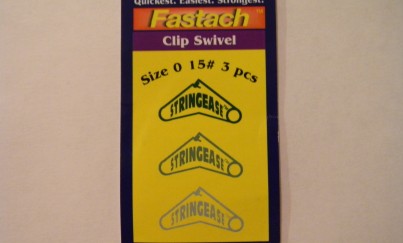 Quickest. Easiest. Strongest.
Fastach
Clip Swivel
Size 0 15# 3 pcs
STRINGEASE
STRINGEASE
STRINGEASE